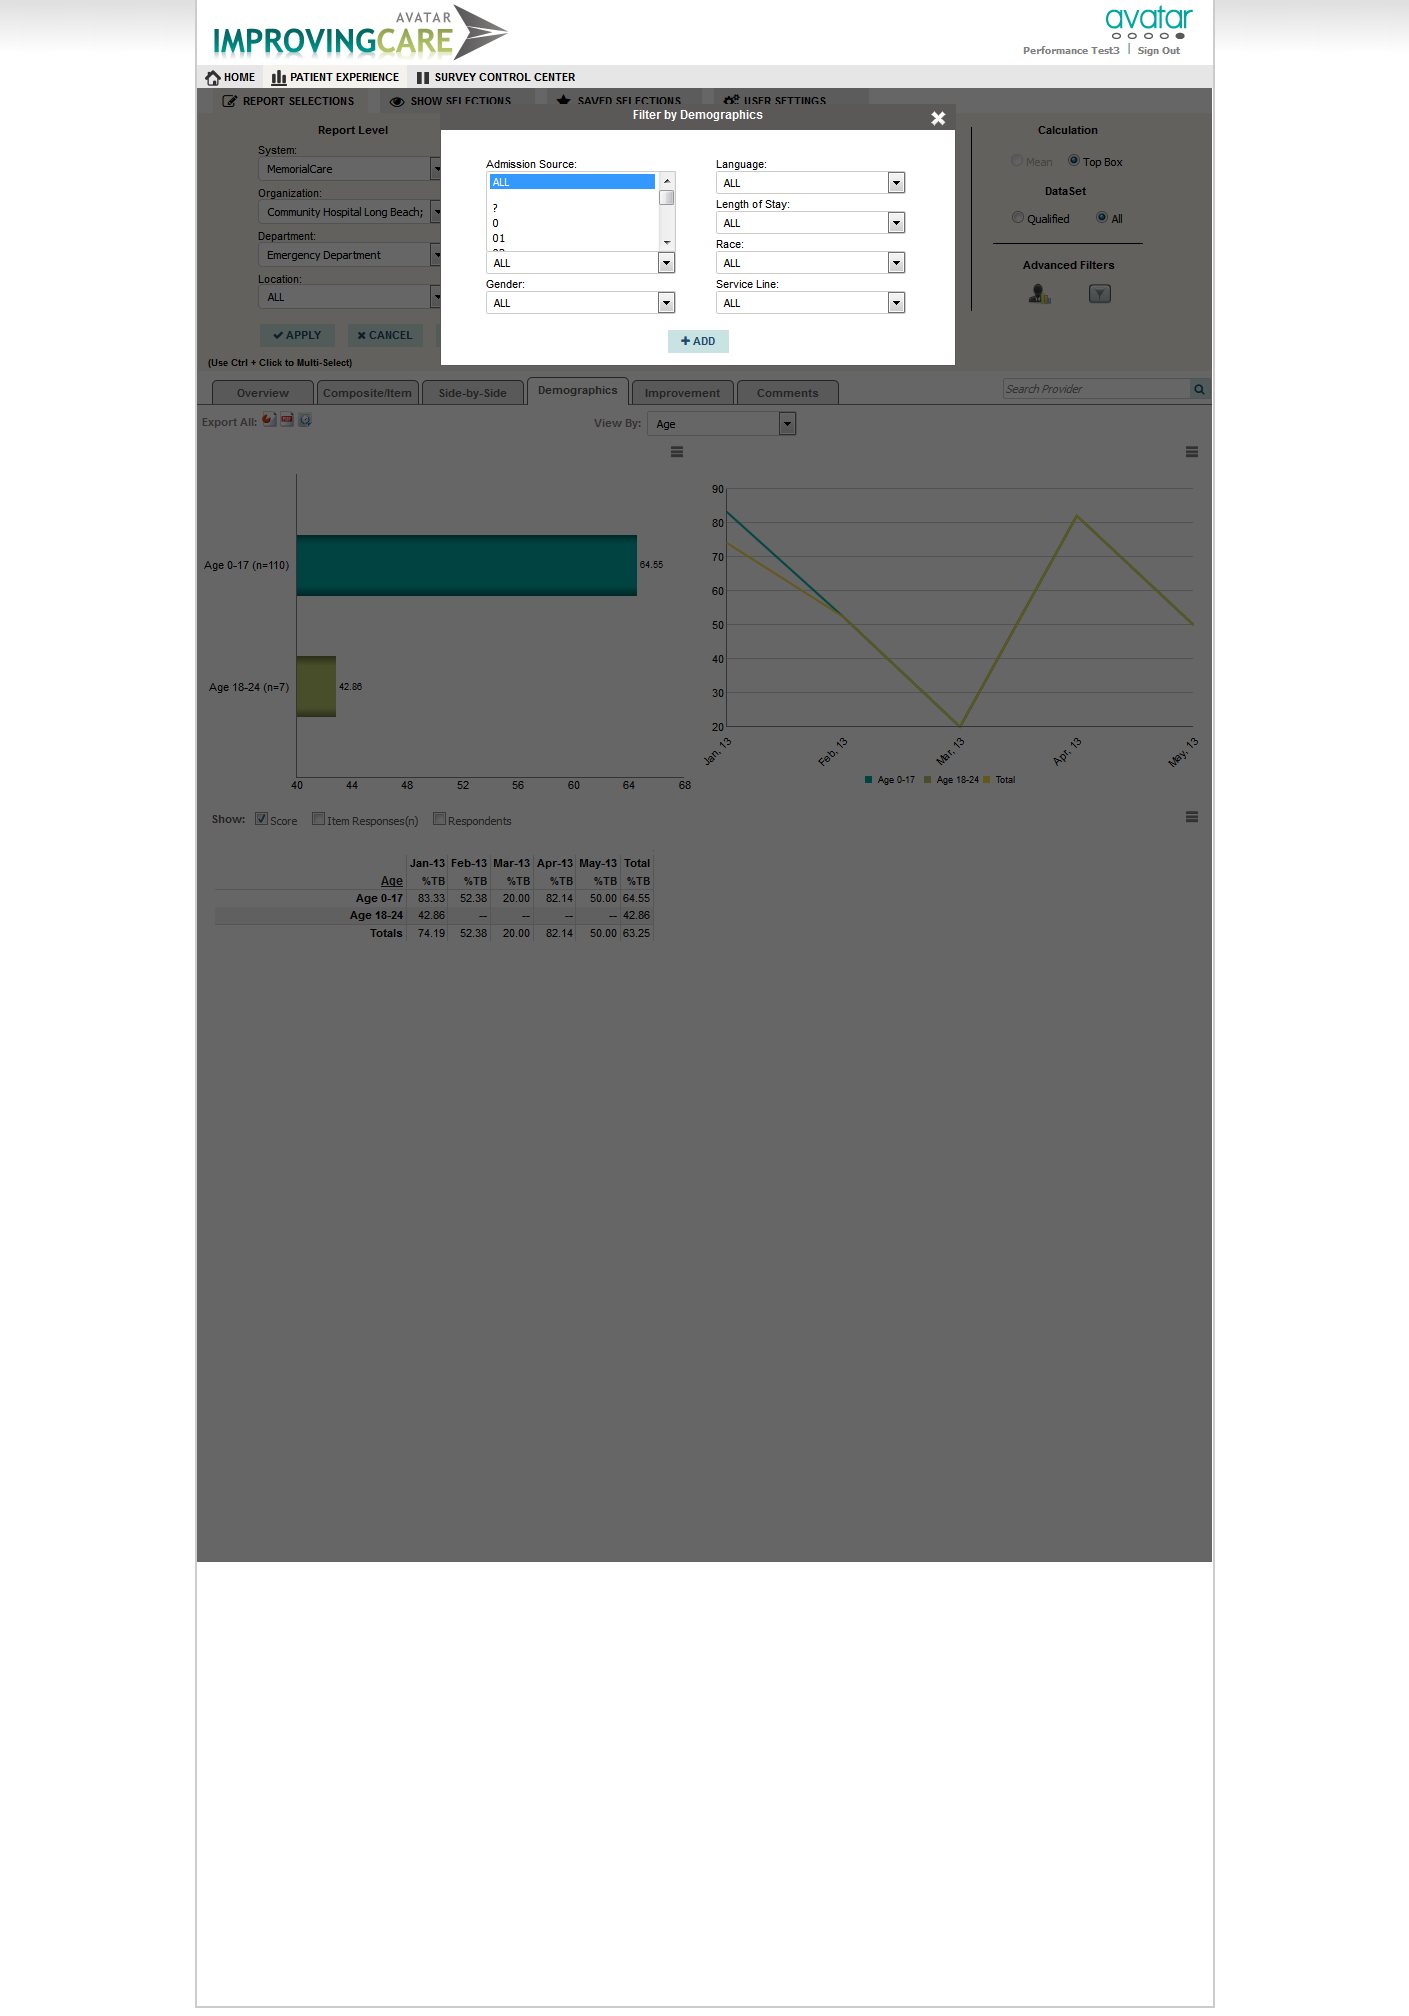 AVATAR
IMPROVINGCARE
avatar
Performance Test3 | Sign Out
HOME PATIENT EXPERIENCE SURVEY CONTROL CENTER
REPORT SELECTIONS SHOW SELECTIONS SAVED SELECTIONS USER SETTINGS
Filter by Demographics
Report Level
System:
MemorialCare
Organization:
Community Hospital Long Beach;
Department:
Emergency Department
Location:
ALL
APPLY CANCEL
(Use Ctrl + Click to Multi-Select)
Admission Source:
ALL
?
0
01
ALL
Gender:
ALL
Language:
ALL
Length of Stay:
ALL
Race:
ALL
Service Line:
ALL
ADD
Calculation
Mean Top Box
DataSet
Qualified All
Advanced Filters
Overview Composite/Item Side-by-Side Demographics Improvement Comments
Search Provider
Export All:
View By: Age
Age 0-17 (n=110) 64.55
Age 18-24 (n=7) 42.86
40 44 48 52 56 60 64 68
90
80
70
60
50
40
30
20
Jan, 13 Feb, 13 Mar, 13 Apr, 13 May, 13
Age 0-17 Age 18-24 Total
Show: Score Item Responses(n) Respondents
Jan-13 Feb-13 Mar-13 Apr-13 May-13 Total
Age %TB %TB %TB %TB %TB %TB
Age 0-17 83.33 52.38 20.00 82.14 50.00 64.55
Age 18-24 42.86 -- -- -- -- 42.86
Totals 74.19 52.38 20.00 82.14 50.00 63.25